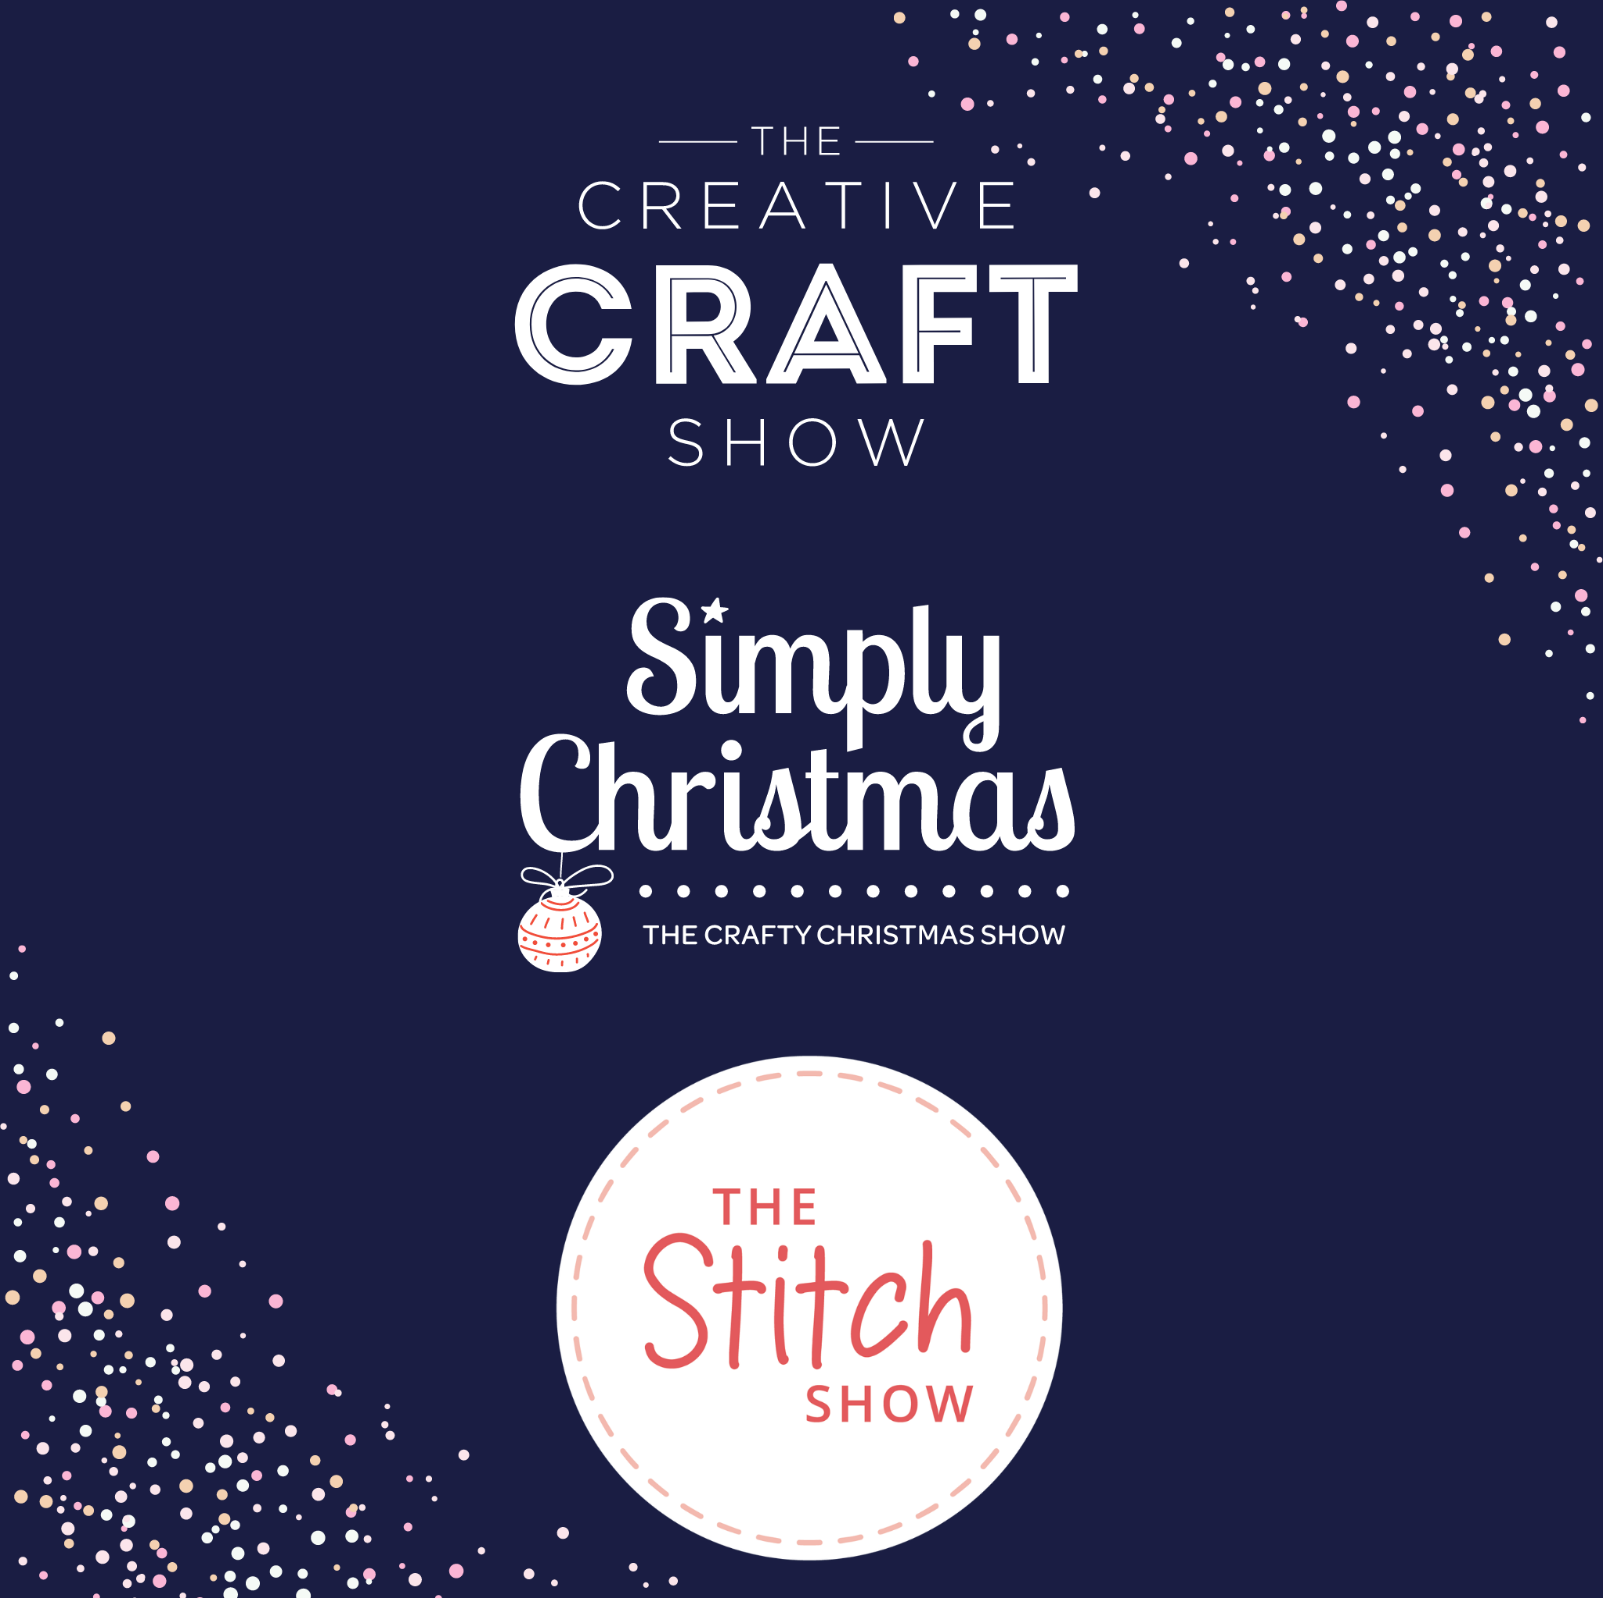 THE
CREATIVE
CRAFT
SHOW
Simply
Christmas
THE CRAFTY CHRISTMAS SHOW
THE
Stitch
SHOW